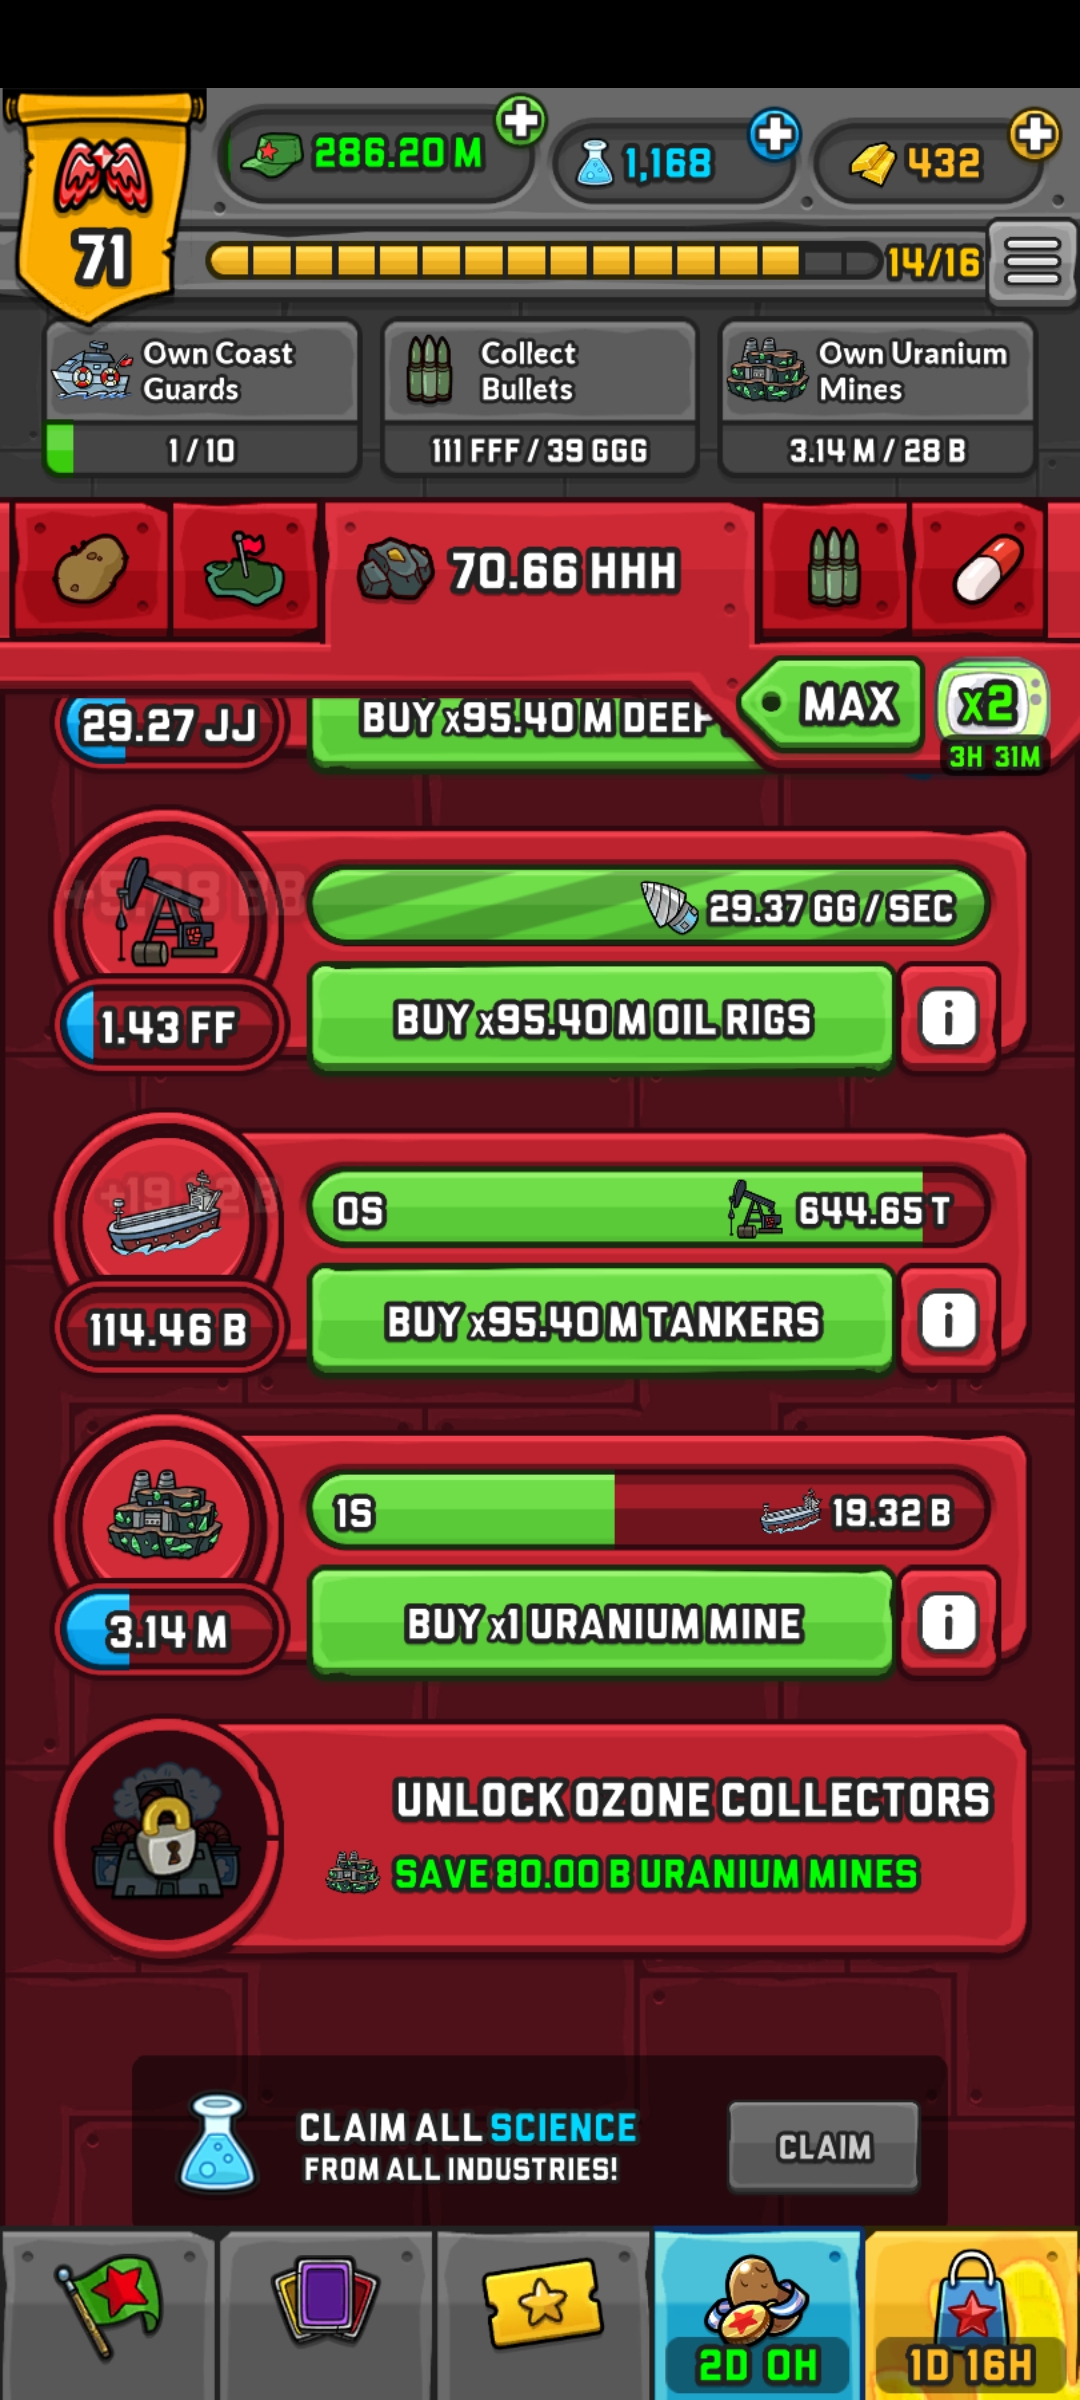 71
286.20 M
1,168
432
14/16
Own Coast
Guards
1 / 10
Collect
Bullets
111 FFF / 39 GGG
Own Uranium
Mines
3.14 M / 28 B
70.66 HHH
MAX
x2
3H 31M
29.27 JJ
BUY x95.40 M DEEP
29.37 GG / SEC
1.43 FF
BUY x95.40 M OIL RIGS
i
0S
644.65 T
114.46 B
BUY x95.40 M TANKERS
i
1S
19.32 B
3.14 M
BUY x1 URANIUM MINE
i
UNLOCK OZONE COLLECTORS
SAVE 80.00 B URANIUM MINES
CLAIM ALL SCIENCE
FROM ALL INDUSTRIES!
CLAIM
2D 0H
1D 16H